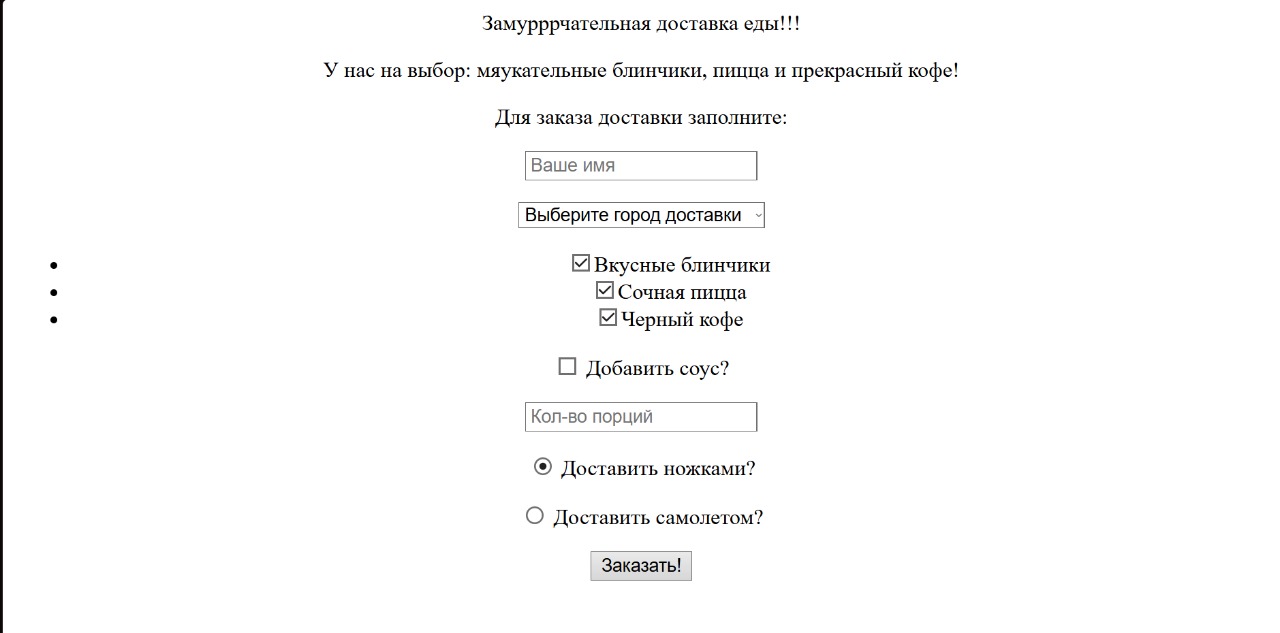 Замурррчательная доставка еды!!!
У нас на выбор: мяукательные блинчики, пицца и прекрасный кофе!
Для заказа доставки заполните:
Ваше имя
Выберите город доставки
Вкусные блинчики
Сочная пицца
Черный кофе
Добавить соус?
Кол-во порций
Доставить ножками?
Доставить самолетом?
Заказать!